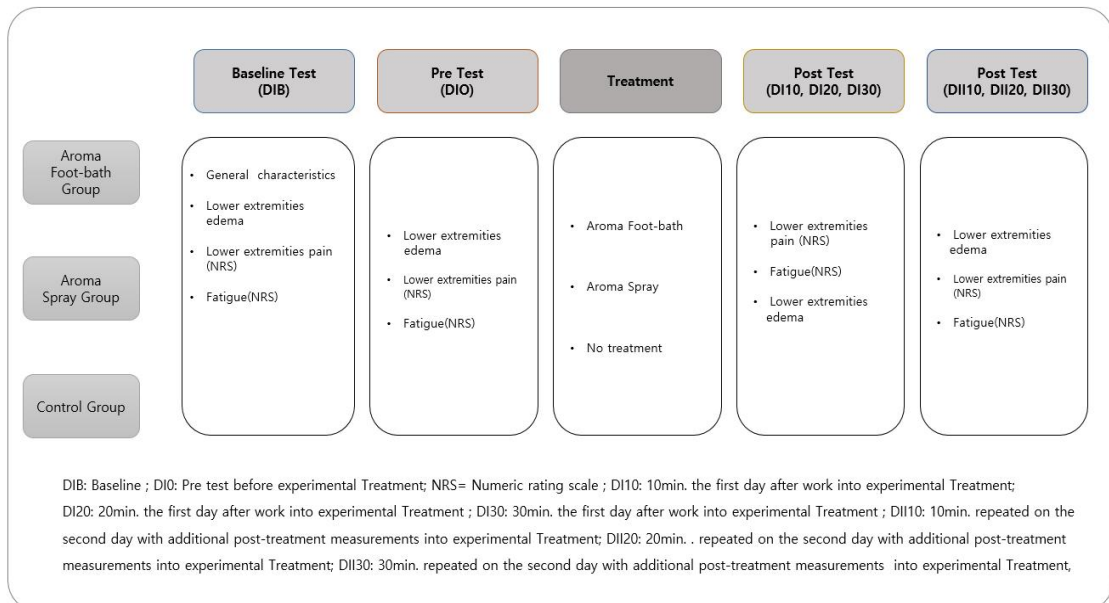 Baseline Test
(DIB)
Pre Test
(DIO)
Treatment
Post Test
(DI10, DI20, DI30)
Post Test
(DII10, DII20, DII30)
Aroma
Foot-bath
Group
Aroma
Spray Group
Control Group
• General characteristics
• Lower extremities
edema
• Lower extremities pain
(NRS)
• Fatigue(NRS)
• Lower extremities
edema
• Lower extremities pain
(NRS)
• Fatigue(NRS)
• Aroma Foot-bath
• Aroma Spray
• No treatment
• Lower extremities
pain (NRS)
• Fatigue(NRS)
• Lower extremities
edema
• Lower extremities
edema
• Lower extremities pain
(NRS)
• Fatigue(NRS)
DIB: Baseline ; DI0: Pre test before experimental Treatment; NRS= Numeric rating scale ; DI10: 10min. the first day after work into experimental Treatment;
DI20: 20min. the first day after work into experimental Treatment ; DI30: 30min. the first day after work into experimental Treatment ; DII10: 10min. repeated on the
second day with additional post-treatment measurements into experimental Treatment; DII20: 20min. . repeated on the second day with additional post-treatment
measurements into experimental Treatment; DII30: 30min. repeated on the second day with additional post-treatment measurements into experimental Treatment,